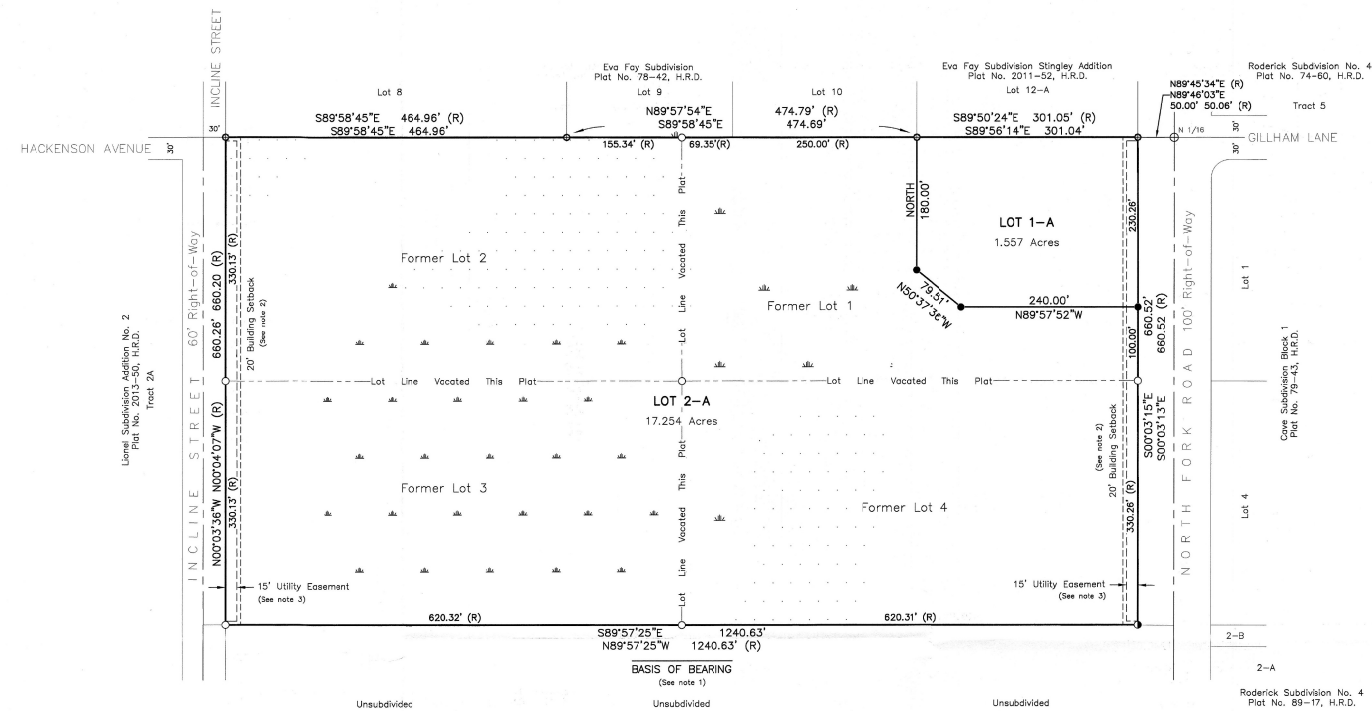 INCLINE STREET
Eva Fay Subdivision
Plat No. 78-42, H.R.D.
Eva Fay Subdivision Stingley Addition
Plat No. 2011-52, H.R.D.
Roderick Subdivision No. 4
Plat No. 74-60, H.R.D.
Lot 8
Lot 9
Lot 10
Lot 12-A
Tract 5
N89°45'34"E (R)
N89°46'03"E
50.00' 50.06' (R)
S89°58'45"E 464.96' (R)
S89°58'45"E 464.96'
N89°57'54"E 474.79' (R)
S89°58'45"E 474.69'
S89°50'24"E 301.05' (R)
S89°56'14"E 301.04'
30'
HACKENSON AVENUE
30'
155.34' (R)
69.35'(R)
250.00' (R)
N 1/16
30'
30'
GILLHAM LANE
NORTH
180.00'
LOT 1-A
1.557 Acres
230.26'
Former Lot 2
Former Lot 1
79.51'
N50°37'36"W
240.00'
N89°57'52"W
100.00'
660.52'
660.52 (R)
S00°03'15"E
S00°03'13"E
330.13' (R)
660.26' 660.20 (R)
20' Building Setback
(See note 2)
INCLINE STREET 60' Right-of-Way
Lionel Subdivision Addition No. 2
Plat No. 2013-50, H.R.D.
Tract 2A
Lot Line Vacated This Plat
Lot Line Vacated This Plat
Lot Line Vacated This Plat
Lot Line Vacated This Plat
LOT 2-A
17.254 Acres
NORTH FORK ROAD 100' Right-of-Way
Lot 1
Cave Subdivision Block 1
Plat No. 79-43, H.R.D.
Lot 4
N00°03'36"W N00°04'07"W (R)
330.13' (R)
Former Lot 3
Former Lot 4
20' Building Setback
(See note 2)
330.26' (R)
15' Utility Easement
(See note 3)
15' Utility Easement
(See note 3)
620.32' (R)
620.31' (R)
S89°57'25"E 1240.63'
N89°57'25"W 1240.63' (R)
BASIS OF BEARING
(See note 1)
2-B
2-A
Unsubdivided
Unsubdivided
Unsubdivided
Roderick Subdivision No. 4
Plat No. 89-17, H.R.D.